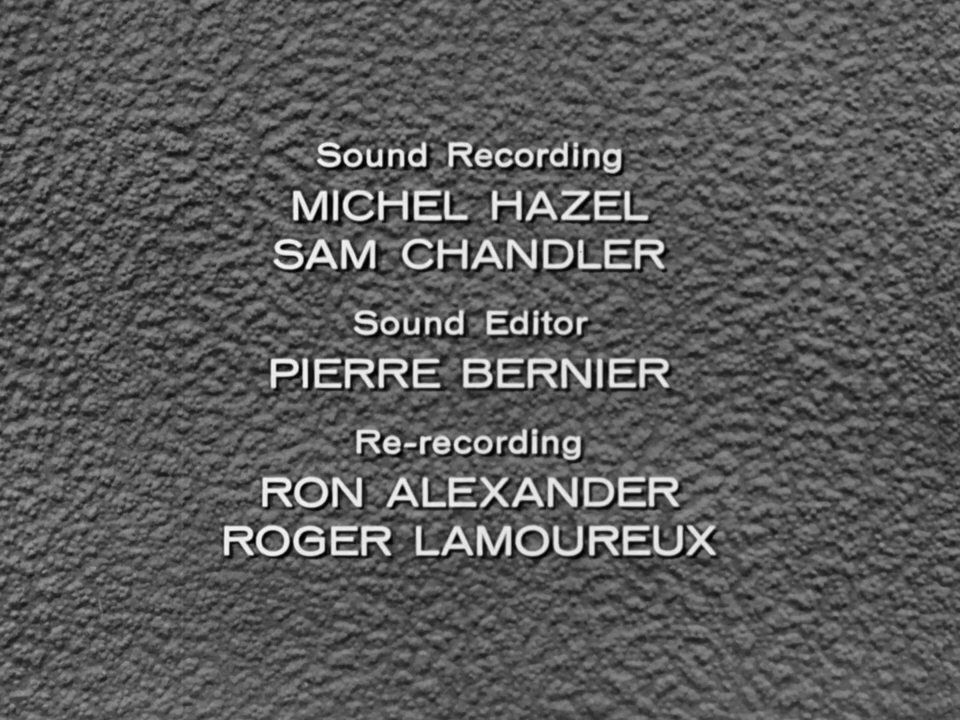 Sound Recording
MICHEL HAZEL
SAM CHANDLER
Sound Editor
PIERRE BERNIER
Re-recording
RON ALEXANDER
ROGER LAMOUREUX